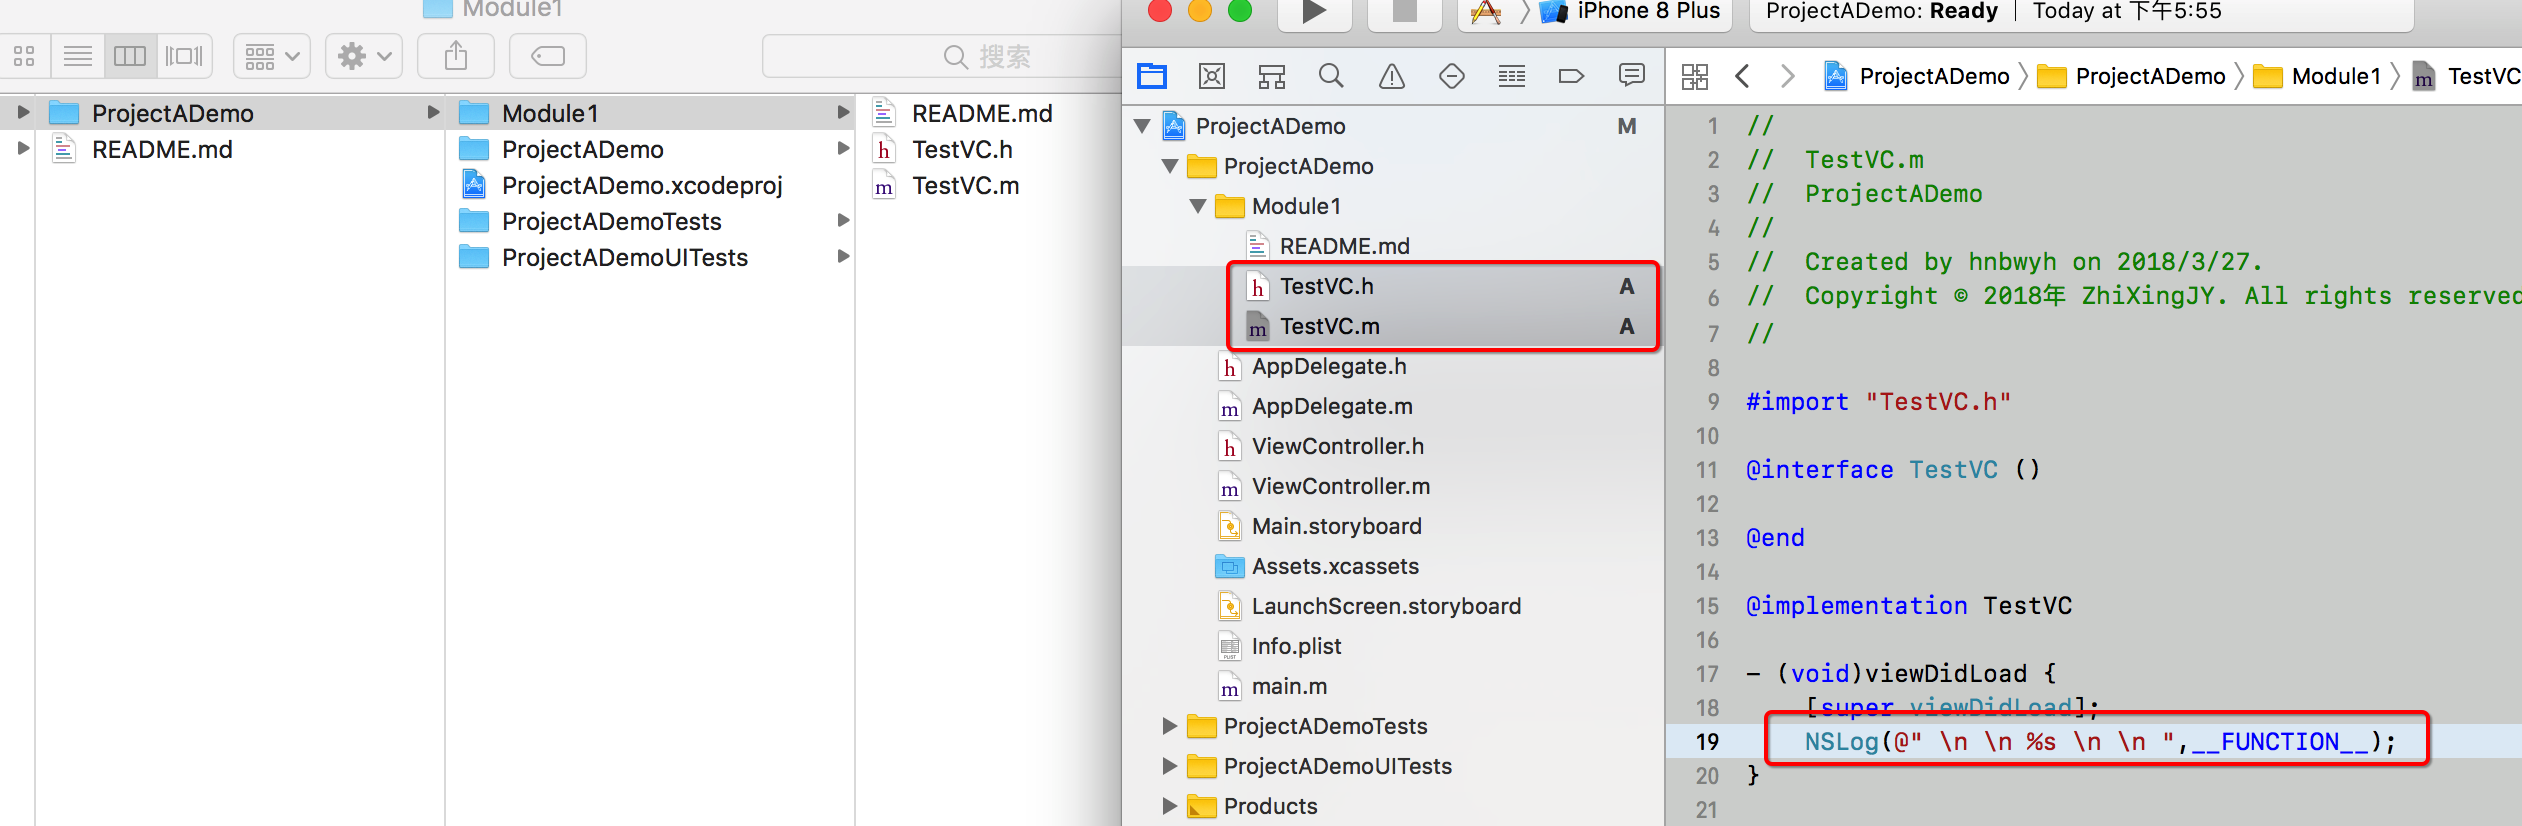 Module1
搜索
ProjectADemo
README.md
Module1
ProjectADemo
ProjectADemo.xcodeproj
ProjectADemoTests
ProjectADemoUITests
README.md
TestVC.h
TestVC.m
iPhone 8 Plus
ProjectADemo: Ready | Today at 下午5:55
ProjectADemo M
ProjectADemo
Module1
README.md
TestVC.h A
TestVC.m A
AppDelegate.h
AppDelegate.m
ViewController.h
ViewController.m
Main.storyboard
Assets.xcassets
LaunchScreen.storyboard
Info.plist
main.m
ProjectADemoTests
ProjectADemoUITests
Products
ProjectADemo ProjectADemo Module1 TestVC
1 //
2 // TestVC.m
3 // ProjectADemo
4 //
5 // Created by hnbwyh on 2018/3/27.
6 // Copyright © 2018年 ZhiXingJY. All rights reserved
7 //
8
9 #import "TestVC.h"
10
11 @interface TestVC ()
12
13 @end
14
15 @implementation TestVC
16
17 - (void)viewDidLoad {
18 [super viewDidLoad];
19 NSLog(@" \n \n %s \n \n ",__FUNCTION__);
20 }
21